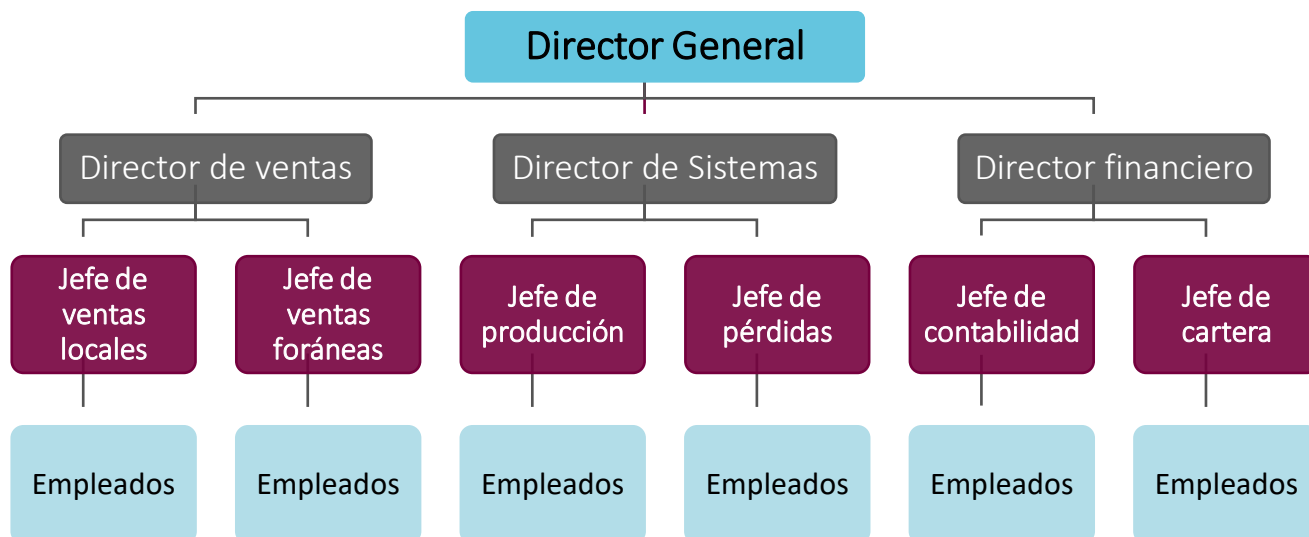 Director General
Director de ventas
Director de Sistemas
Director financiero
Jefe de
ventas
locales
Jefe de
ventas
foráneas
Jefe de
producción
Jefe de
pérdidas
Jefe de
contabilidad
Jefe de
cartera
Empleados
Empleados
Empleados
Empleados
Empleados
Empleados